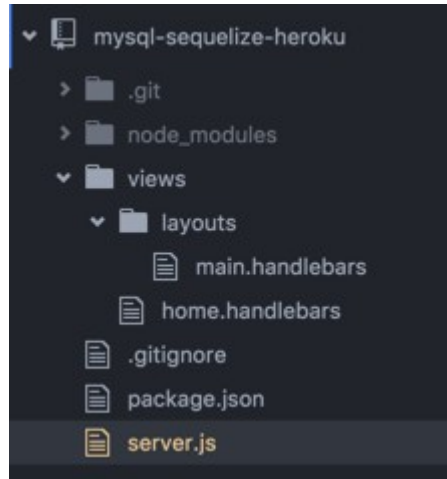 mysql-sequelize-heroku
.git
node_modules
views
layouts
main.handlebars
home.handlebars
.gitignore
package.json
server.js